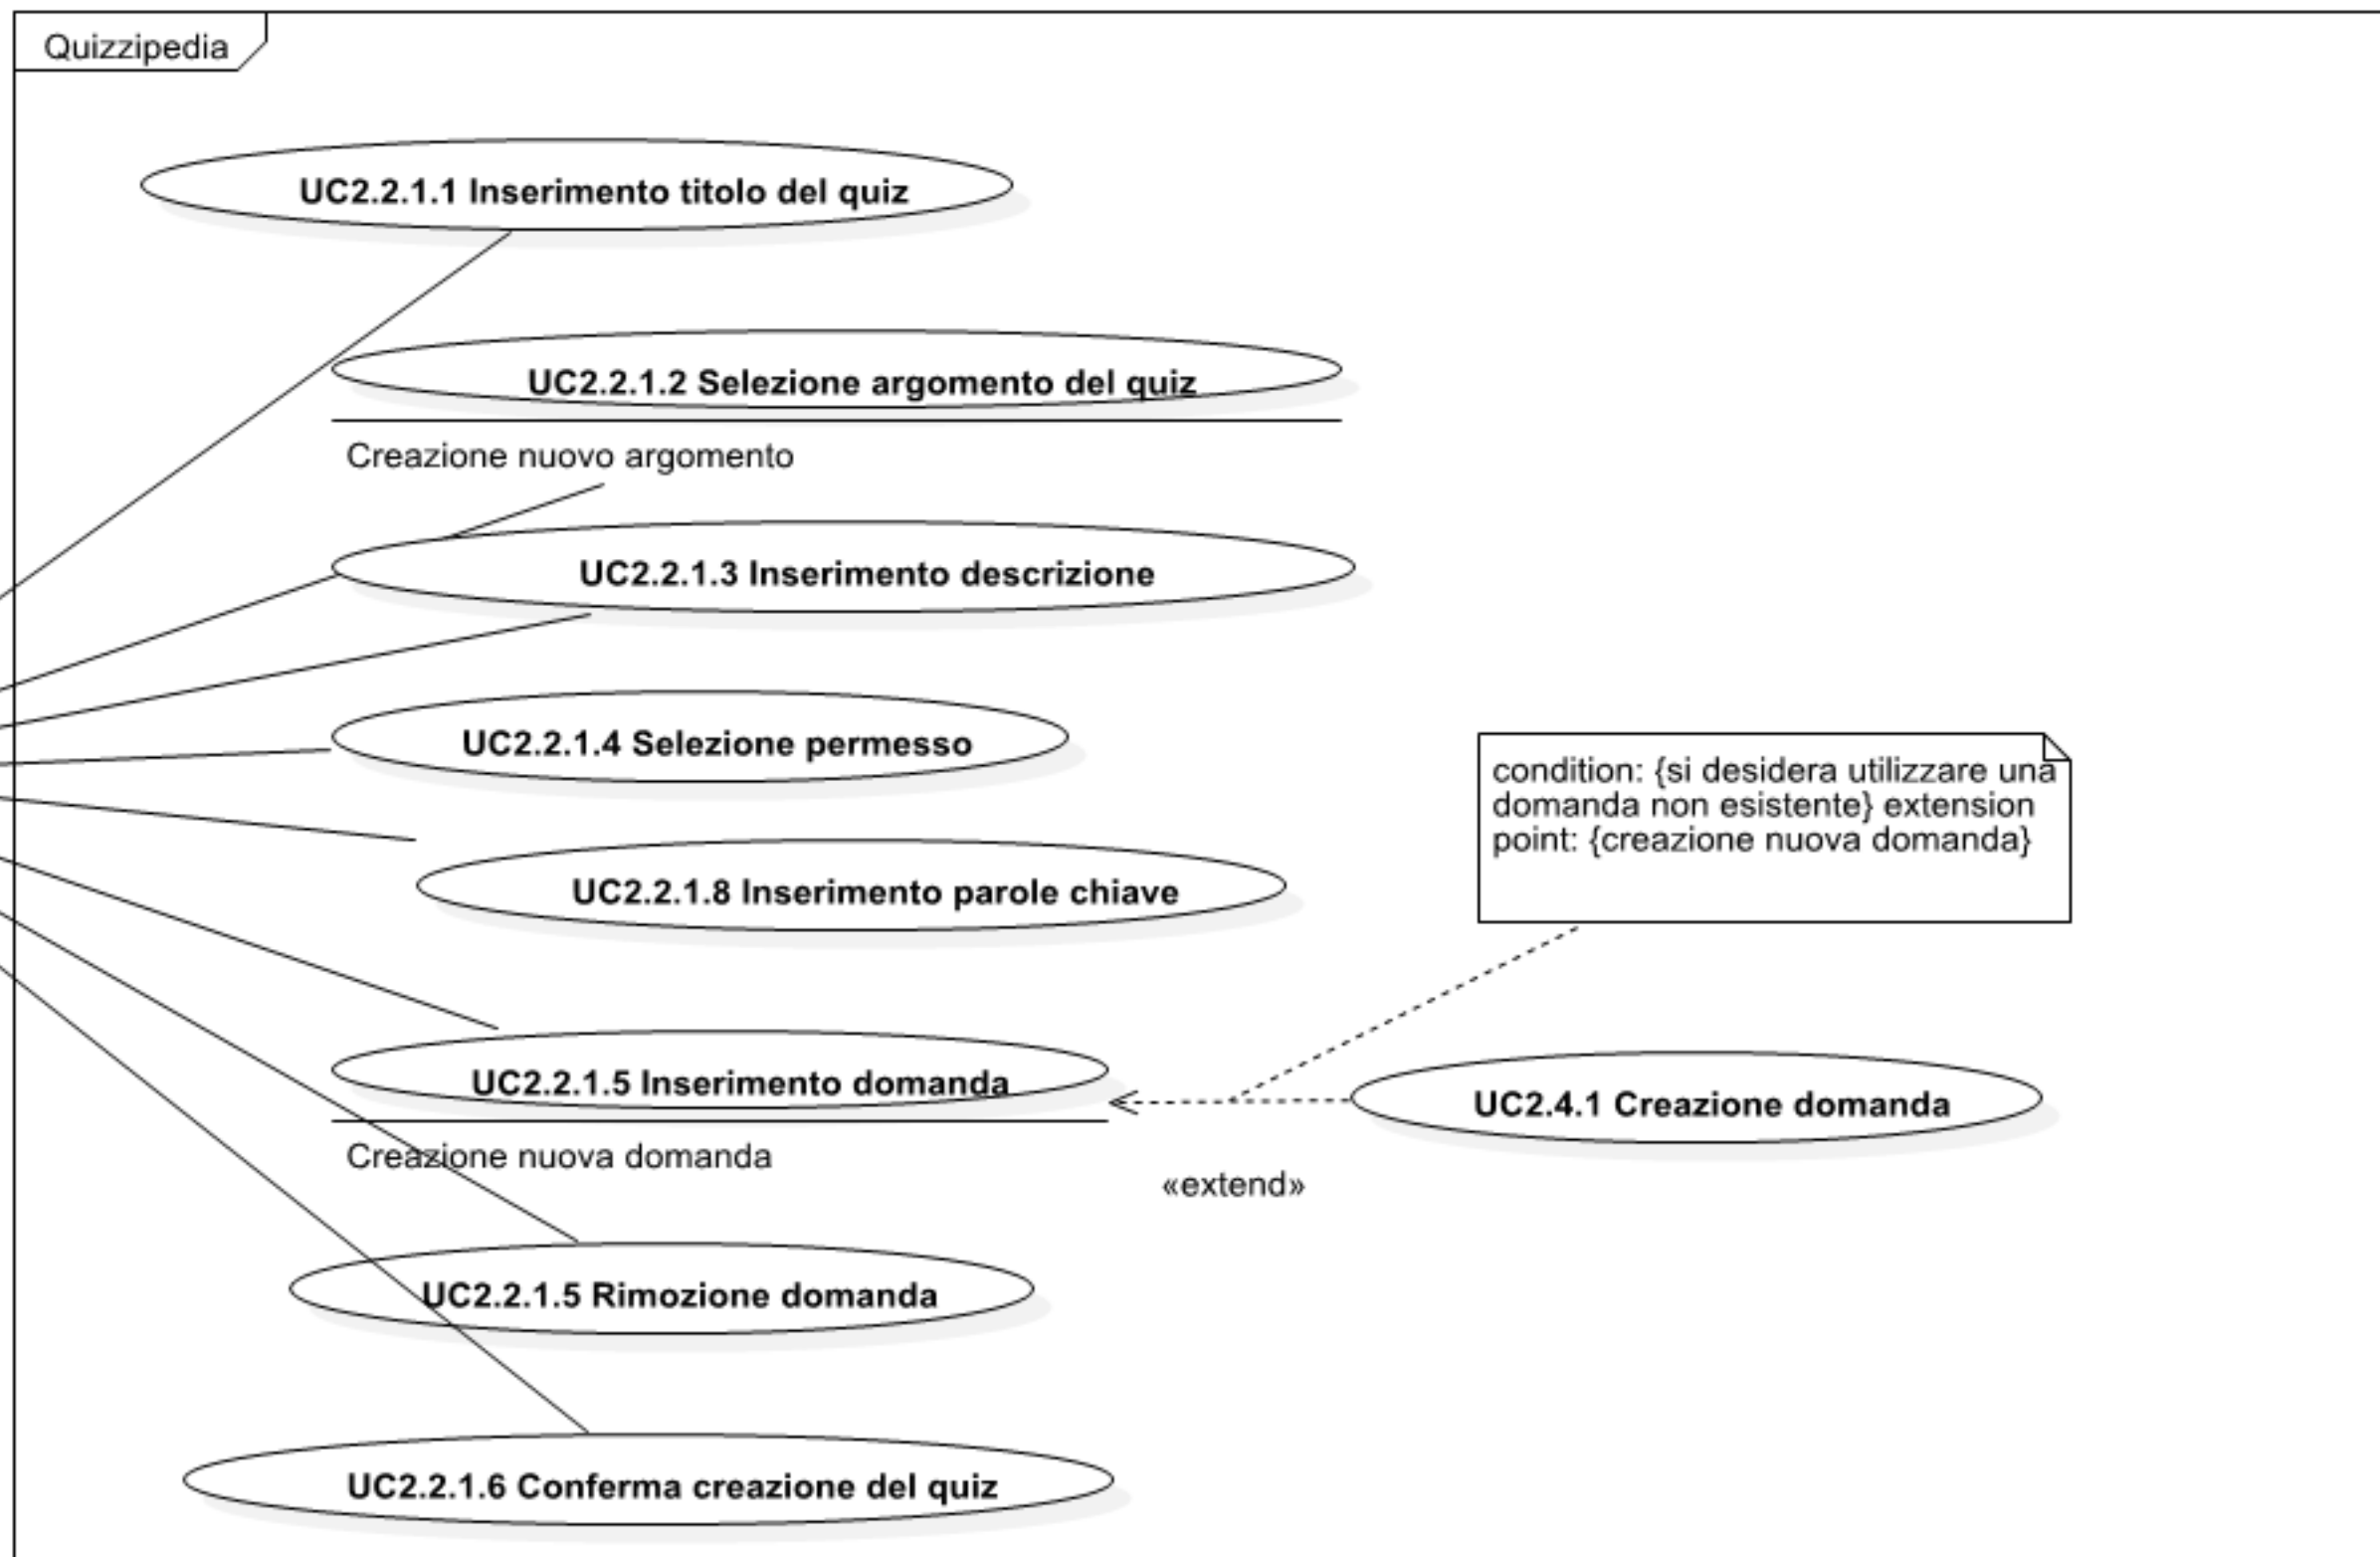 Quizzipedia
UC2.2.1.1 Inserimento titolo del quiz
UC2.2.1.2 Selezione argomento del quiz
Creazione nuovo argomento
UC2.2.1.3 Inserimento descrizione
UC2.2.1.4 Selezione permesso
condition: {si desidera utilizzare una
domanda non esistente} extension
point: {creazione nuova domanda}
UC2.2.1.8 Inserimento parole chiave
UC2.2.1.5 Inserimento domanda
Creazione nuova domanda
UC2.4.1 Creazione domanda
«extend»
UC2.2.1.5 Rimozione domanda
UC2.2.1.6 Conferma creazione del quiz